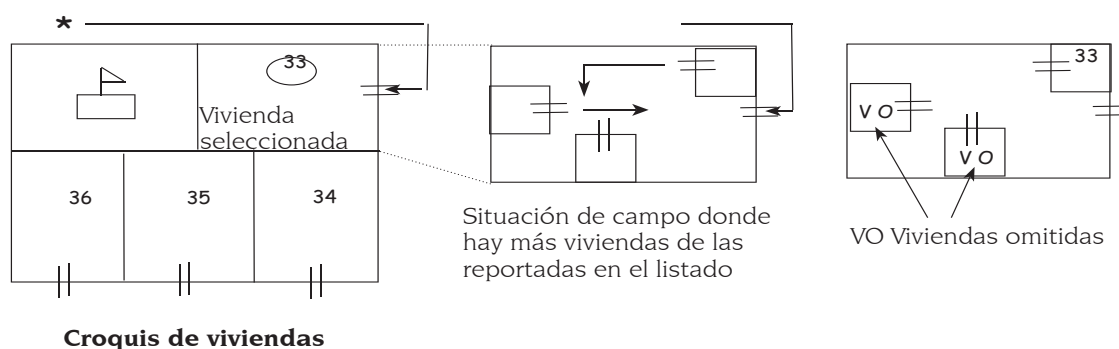 *
33
Vivienda
seleccionada
36 35 34
Croquis de viviendas
Situación de campo donde
hay más viviendas de las
reportadas en el listado
33
V O
V O
VO Viviendas omitidas